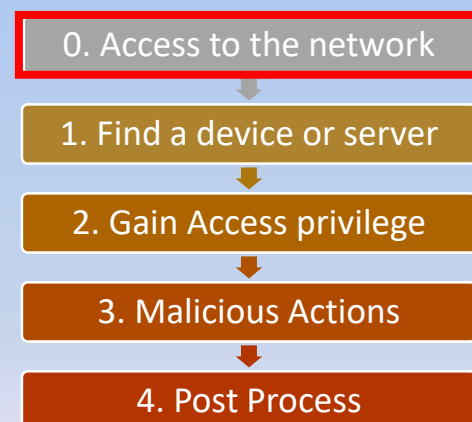 0. Access to the network
1. Find a device or server
2. Gain Access privilege
3. Malicious Actions
4. Post Process